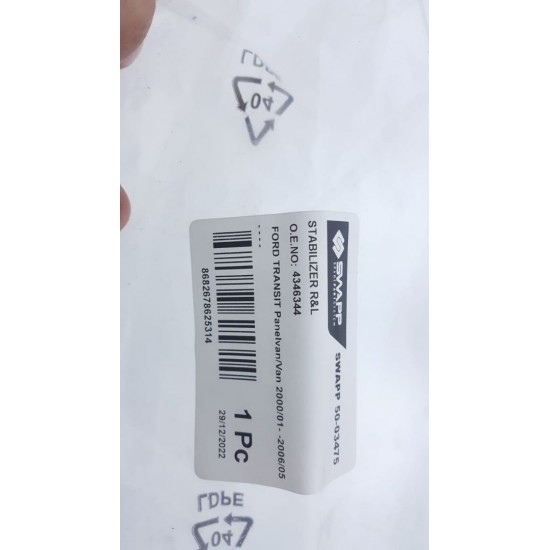 LDPE
04
SWAPP
SWAPP 50-03475
STABILIZER R&L
O.E.NO: 4346344
FORD TRANSIT Panelvan/Van 2000/01- -2006/05
8682678625314
1 Pc
29/12/2022
LDPE
04